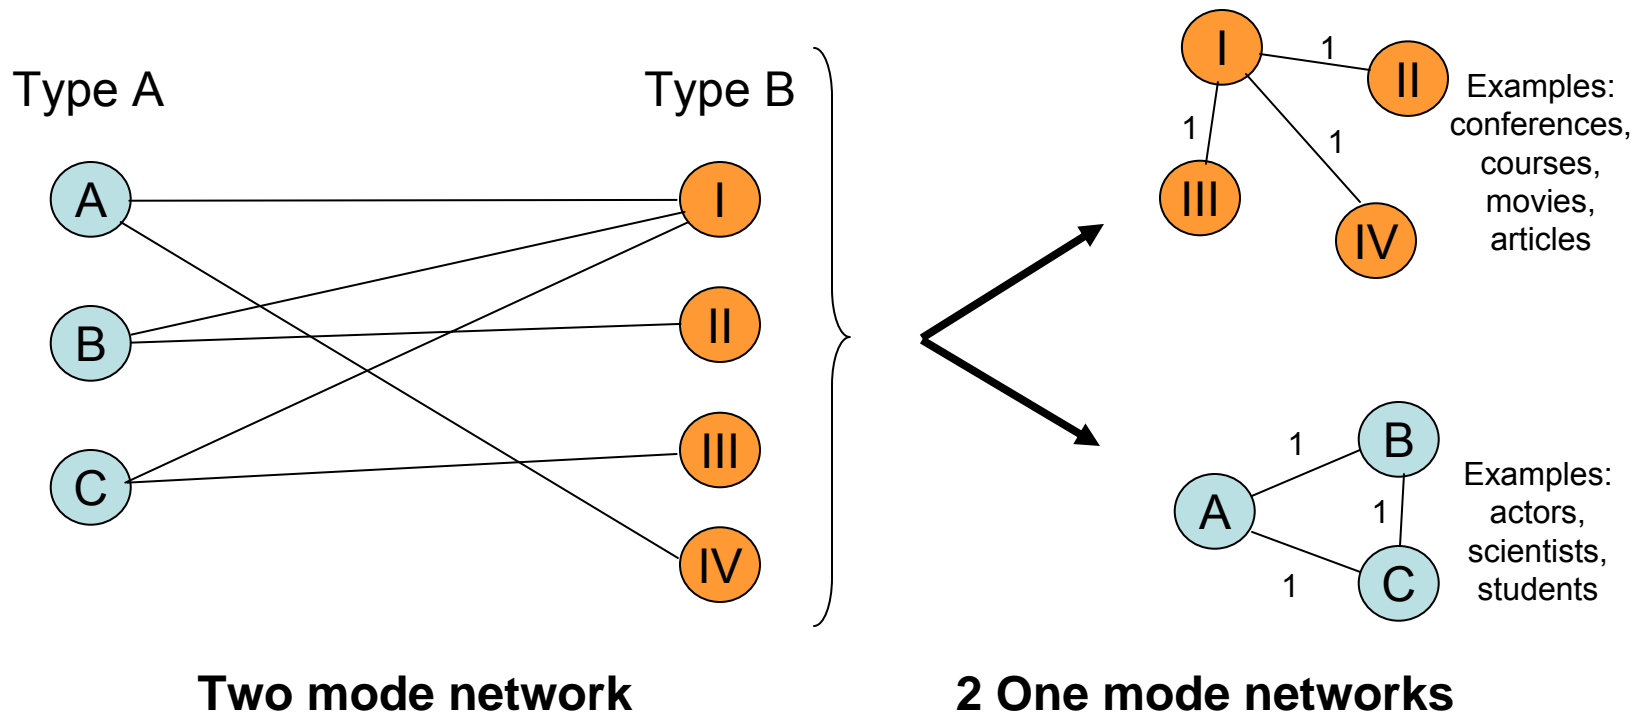 Type A
Type B
A
B
C
I
II
III
IV
I
1
II
1
1
III
IV
Examples:
conferences,
courses,
movies,
articles
1
B
A
1
1
C
Examples:
actors,
scientists,
students
Two mode network
2 One mode networks